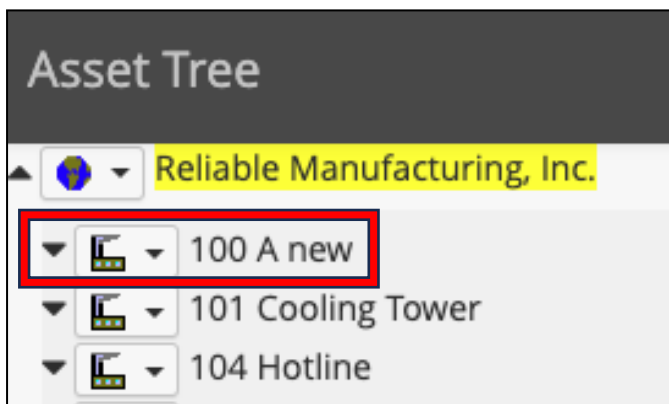 Asset Tree
Reliable Manufacturing, Inc.
100 A new
101 Cooling Tower
104 Hotline